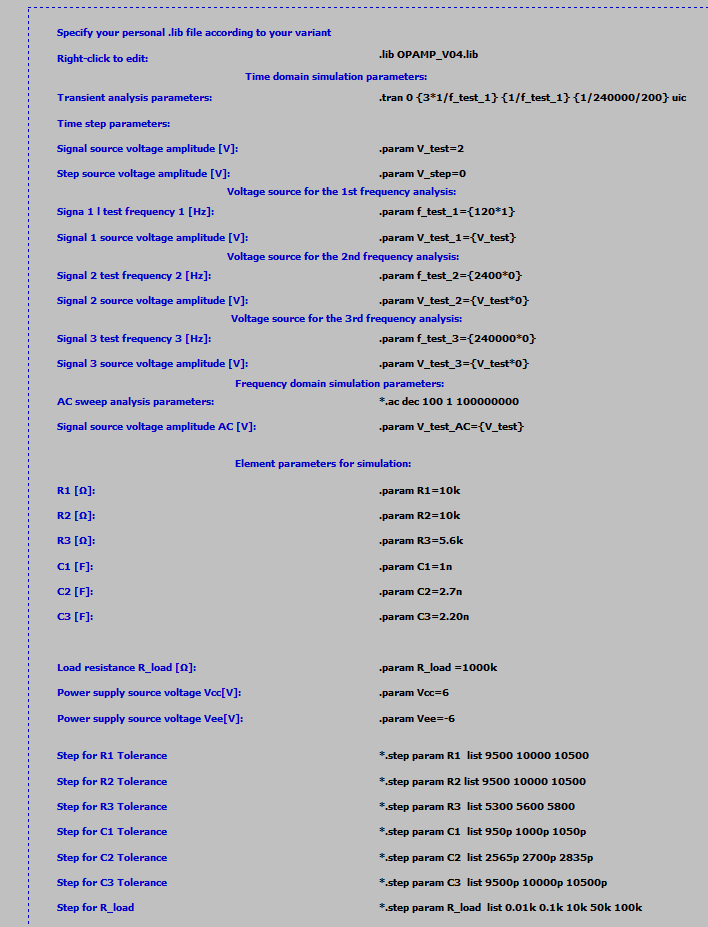 Specify your personal .lib file according to your variant
Right-click to edit: .lib OPAMP_V04.lib
Time domain simulation parameters:
Transient analysis parameters: .tran 0 {3*1/f_test_1} {1/f_test_1} {1/240000/200} uic
Time step parameters:
Signal source voltage amplitude [V]: .param V_test=2
Step source voltage amplitude [V]: .param V_step=0
Voltage source for the 1st frequency analysis:
Signa 1 l test frequency 1 [Hz]: .param f_test_1={120*1}
Signal 1 source voltage amplitude [V]: .param V_test_1={V_test}
Voltage source for the 2nd frequency analysis:
Signal 2 test frequency 2 [Hz]: .param f_test_2={2400*0}
Signal 2 source voltage amplitude [V]: .param V_test_2={V_test*0}
Voltage source for the 3rd frequency analysis:
Signal 3 test frequency 3 [Hz]: .param f_test_3={240000*0}
Signal 3 source voltage amplitude [V]: .param V_test_3={V_test*0}
Frequency domain simulation parameters:
AC sweep analysis parameters: *.ac dec 100 1 100000000
Signal source voltage amplitude AC [V]: .param V_test_AC={V_test}
Element parameters for simulation:
R1 [Ω]: .param R1=10k
R2 [Ω]: .param R2=10k
R3 [Ω]: .param R3=5.6k
C1 [F]: .param C1=1n
C2 [F]: .param C2=2.7n
C3 [F]: .param C3=2.20n
Load resistance R_load [Ω]: .param R_load =1000k
Power supply source voltage Vcc[V]: .param Vcc=6
Power supply source voltage Vee[V]: .param Vee=-6
Step for R1 Tolerance *.step param R1 list 9500 10000 10500
Step for R2 Tolerance *.step param R2 list 9500 10000 10500
Step for R3 Tolerance *.step param R3 list 5300 5600 5800
Step for C1 Tolerance *.step param C1 list 950p 1000p 1050p
Step for C2 Tolerance *.step param C2 list 2565p 2700p 2835p
Step for C3 Tolerance *.step param C3 list 9500p 10000p 10500p
Step for R_load *.step param R_load list 0.01k 0.1k 10k 50k 100k